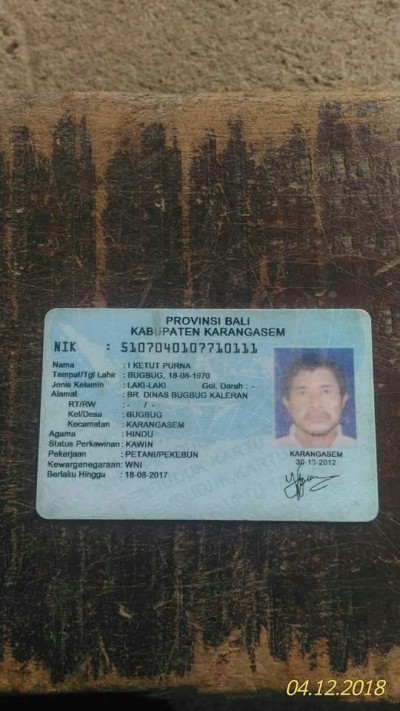 PROVINSI BALI
KABUPATEN KARANGASEM
NIK : 5107040107710111
Nama : I KETUT PURNA
Tempat/Tgl Lahir : BUGBUG, 18-08-1970
Jenis Kelamin : LAKI-LAKI Gol. Darah : -
Alamat : BR. DINAS BUGBUG KALERAN
RT/RW : - / -
Kel/Desa : BUGBUG
Kecamatan : KARANGASEM
Agama : HINDU
Status Perkawinan : KAWIN
Pekerjaan : PETANI/PEKEBUN
Kewarganegaraan : WNI
Berlaku Hingga : 18-08-2017
KARANGASEM
30-10-2012
04.12.2018